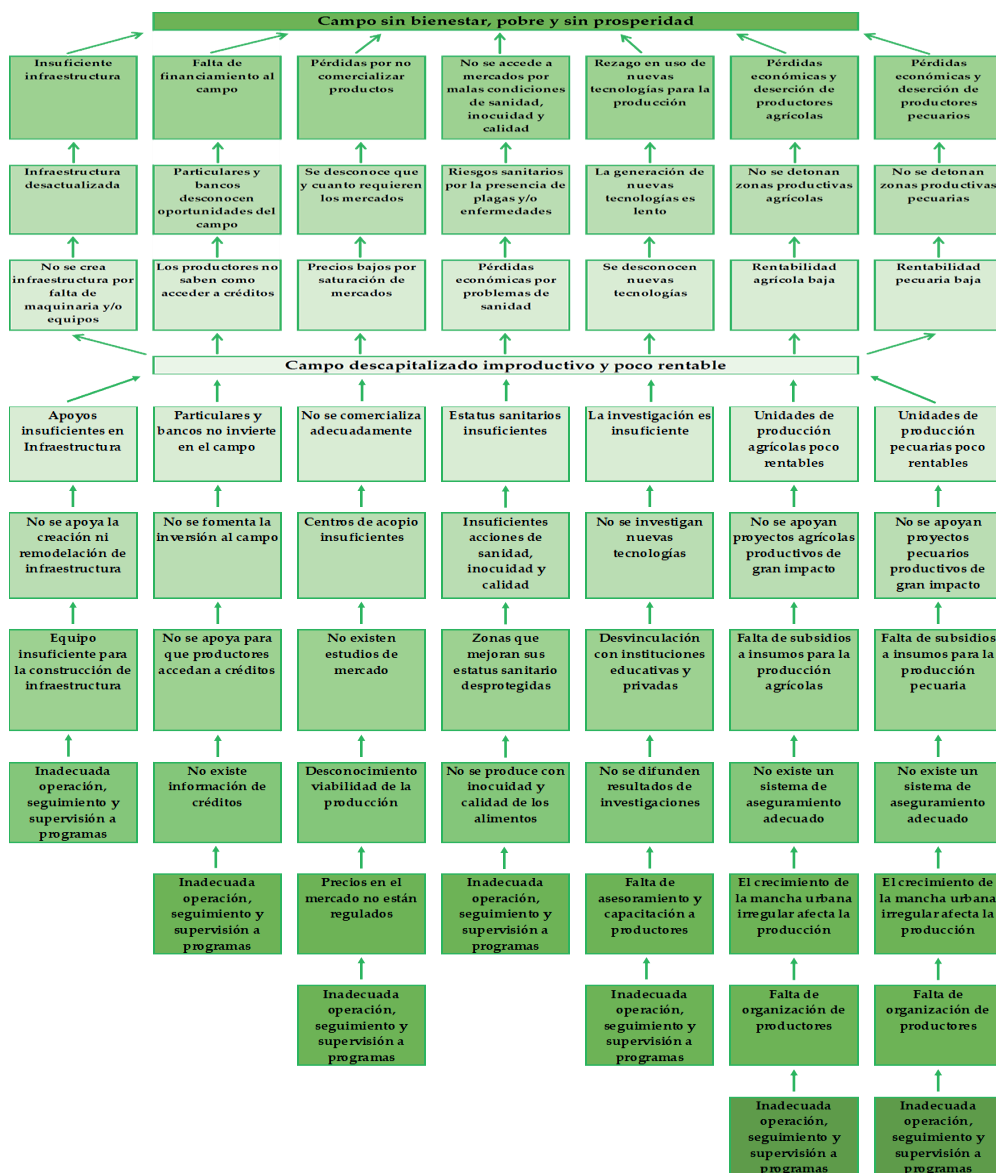 Campo sin bienestar, pobre y sin prosperidad
Insuficiente
infraestructura
Falta de
financiamiento al
campo
Pérdidas por no
comercializar
productos
No se accede a
mercados por
malas condiciones
de sanidad,
inocuidad y
calidad
Rezago en uso de
nuevas
tecnologías para la
producción
Pérdidas
económicas y
deserción de
productores
agrícolas
Pérdidas
económicas y
deserción de
productores
pecuarios
Infraestructura
desactualizada
Particulares y
bancos
desconocen
oportunidades del
campo
Se desconoce que
y cuanto requieren
los mercados
Riesgos sanitarios
por la presencia de
plagas y/o
enfermedades
La generación de
nuevas
tecnologías es
lento
No se detonan
zonas productivas
agrícolas
No se detonan
zonas productivas
pecuarias
No se crea
infraestructura por
falta de
maquinaria y/o
equipos
Los productores no
saben como
acceder a créditos
Precios bajos por
saturación de
mercados
Pérdidas
económicas por
problemas de
sanidad
Se desconocen
nuevas
tecnologías
Rentabilidad
agrícola baja
Rentabilidad
pecuaria baja
Campo descapitalizado improductivo y poco rentable
Apoyos
insuficientes en
Infraestructura
Particulares y
bancos no invierte
en el campo
No se comercializa
adecuadamente
Estatus sanitarios
insuficientes
La investigación es
insuficiente
Unidades de
producción
agrícolas poco
rentables
Unidades de
producción
pecuarias poco
rentables
No se apoya la
creación ni
remodelación de
infraestructura
No se fomenta la
inversión al campo
Centros de acopio
insuficientes
Insuficientes
acciones de
sanidad,
inocuidad y
calidad
No se investigan
nuevas
tecnologías
No se apoyan
proyectos agrícolas
productivos de
gran impacto
No se apoyan
proyectos
pecuarios
productivos de
gran impacto
Equipo
insuficiente para
la construcción de
infraestructura
No se apoya para
que productores
accedan a créditos
No existen
estudios de
mercado
Zonas que
mejoran sus
estatus sanitario
desprotegidas
Desvinculación
con instituciones
educativas y
privadas
Falta de subsidios
a insumos para la
producción
agrícolas
Falta de subsidios
a insumos para la
producción
pecuaria
Inadecuada
operación,
seguimiento y
supervisión a
programas
No existe
información de
créditos
Desconocimiento
viabilidad de la
producción
No se produce con
inocuidad y
calidad de los
alimentos
No se difunden
resultados de
investigaciones
No existe un
sistema de
aseguramiento
adecuado
No existe un
sistema de
aseguramiento
adecuado
Inadecuada
operación,
seguimiento y
supervisión a
programas
Precios en el
mercado no están
regulados
Inadecuada
operación,
seguimiento y
supervisión a
programas
Falta de
asesoramiento y
capacitación a
productores
El crecimiento de
la mancha urbana
irregular afecta la
producción
El crecimiento de
la mancha urbana
irregular afecta la
producción
Inadecuada
operación,
seguimiento y
supervisión a
programas
Inadecuada
operación,
seguimiento y
supervisión a
programas
Falta de
organización de
productores
Falta de
organización de
productores
Inadecuada
operación,
seguimiento y
supervisión a
programas
Inadecuada
operación,
seguimiento y
supervisión a
programas